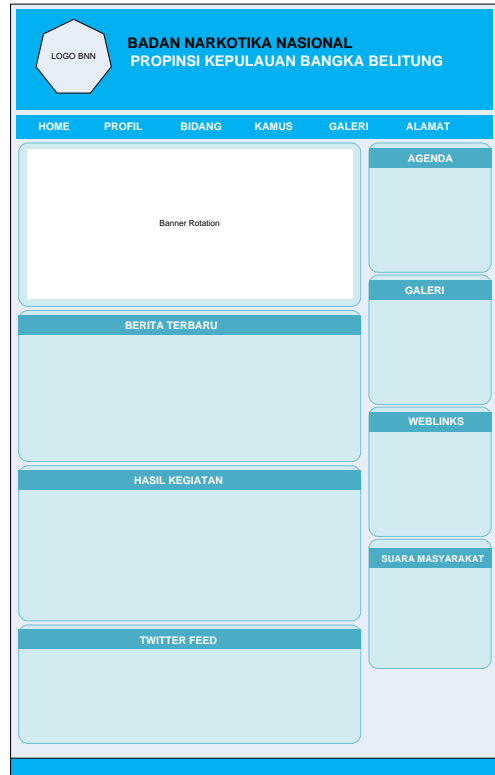 LOGO BNN
BADAN NARKOTIKA NASIONAL
PROPINSI KEPULAUAN BANGKA BELITUNG
HOME PROFIL BIDANG KAMUS GALERI ALAMAT
Banner Rotation
BERITA TERBARU
HASIL KEGIATAN
TWITTER FEED
AGENDA
GALERI
WEBLINKS
SUARA MASYARAKAT